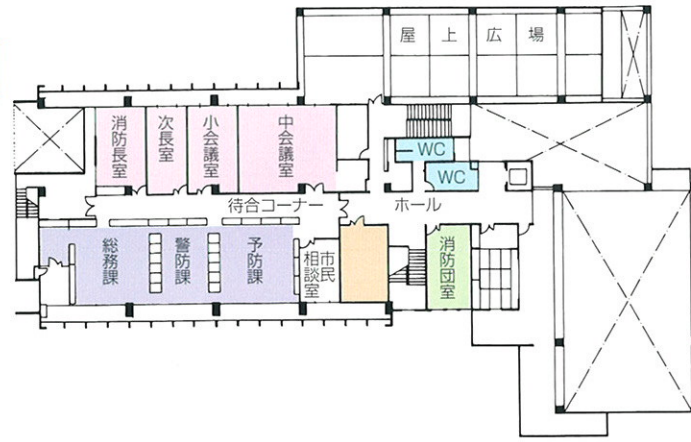 屋上広場
消防長室
次長室
小会議室
中会議室
WC
WC
待合コーナー
ホール
総務課
警防課
予防課
市民
相談室
消防団室